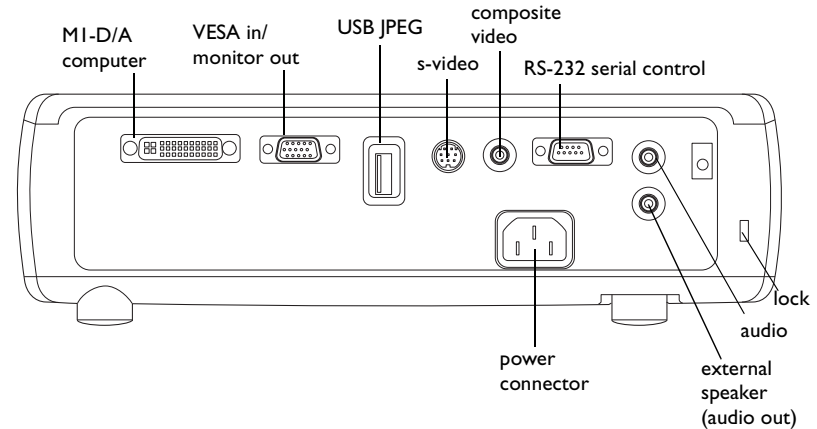 M1-D/A
computer
VESA in/
monitor out
USB JPEG
s-video
composite
video
RS-232 serial control
lock
audio
power
connector
external
speaker
(audio out)